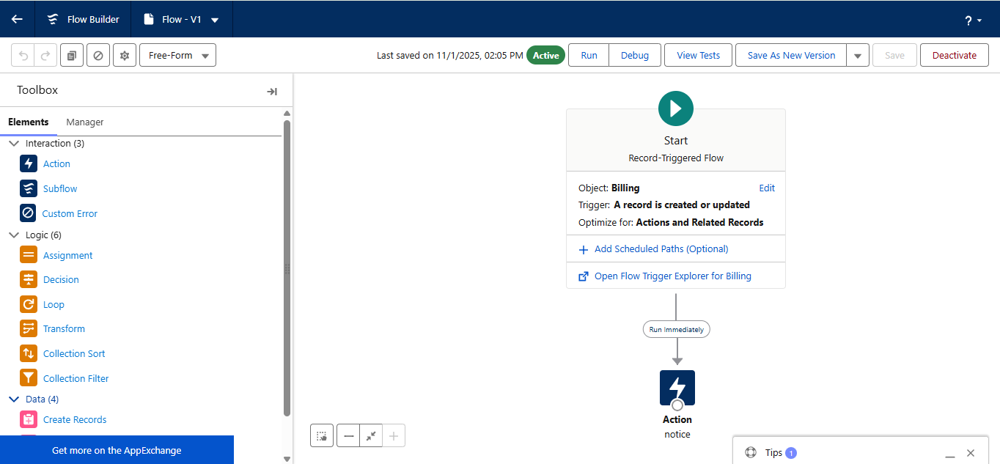 Flow Builder
Flow - V1
?
Free-Form
Last saved on 11/1/2025, 02:05 PM
Active
Run
Debug
View Tests
Save As New Version
Save
Deactivate
Toolbox
Elements
Manager
Interaction (3)
Action
Subflow
Custom Error
Logic (6)
Assignment
Decision
Loop
Transform
Collection Sort
Collection Filter
Data (4)
Create Records
Get more on the AppExchange
Start
Record-Triggered Flow
Object: Billing
Edit
Trigger: A record is created or updated
Optimize for: Actions and Related Records
Add Scheduled Paths (Optional)
Open Flow Trigger Explorer for Billing
Run Immediately
Action
notice
Tips 1